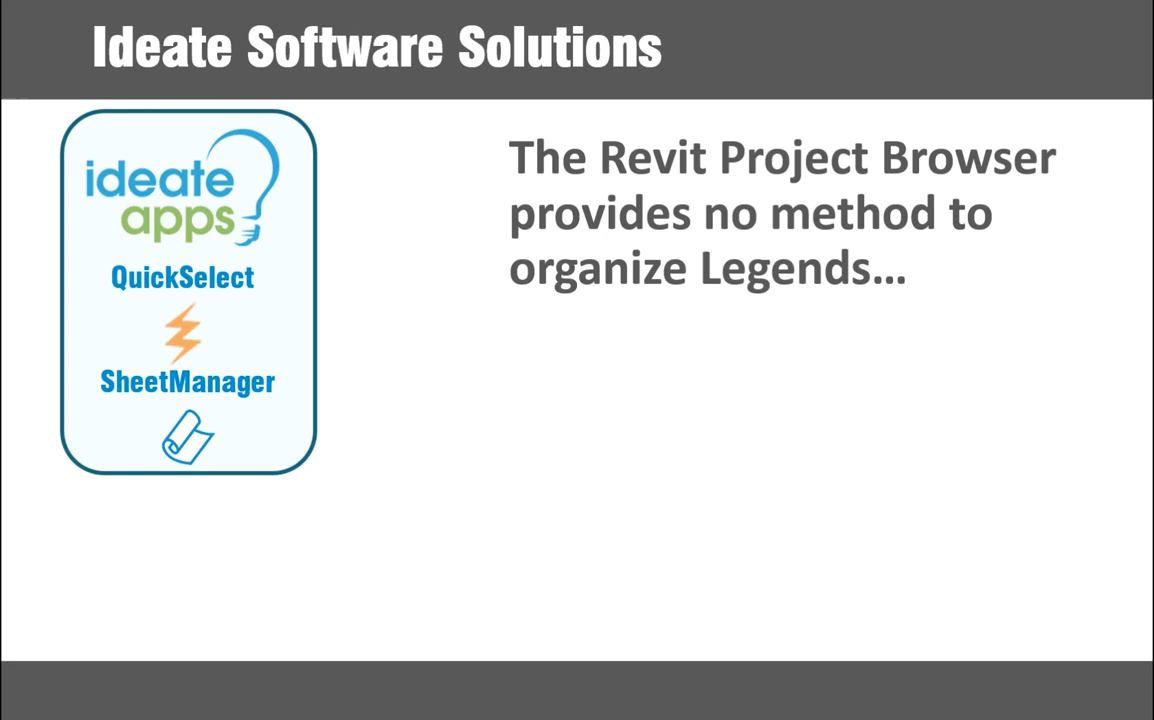 Ideate Software Solutions
ideate
apps
QuickSelect
SheetManager
The Revit Project Browser
provides no method to
organize Legends...